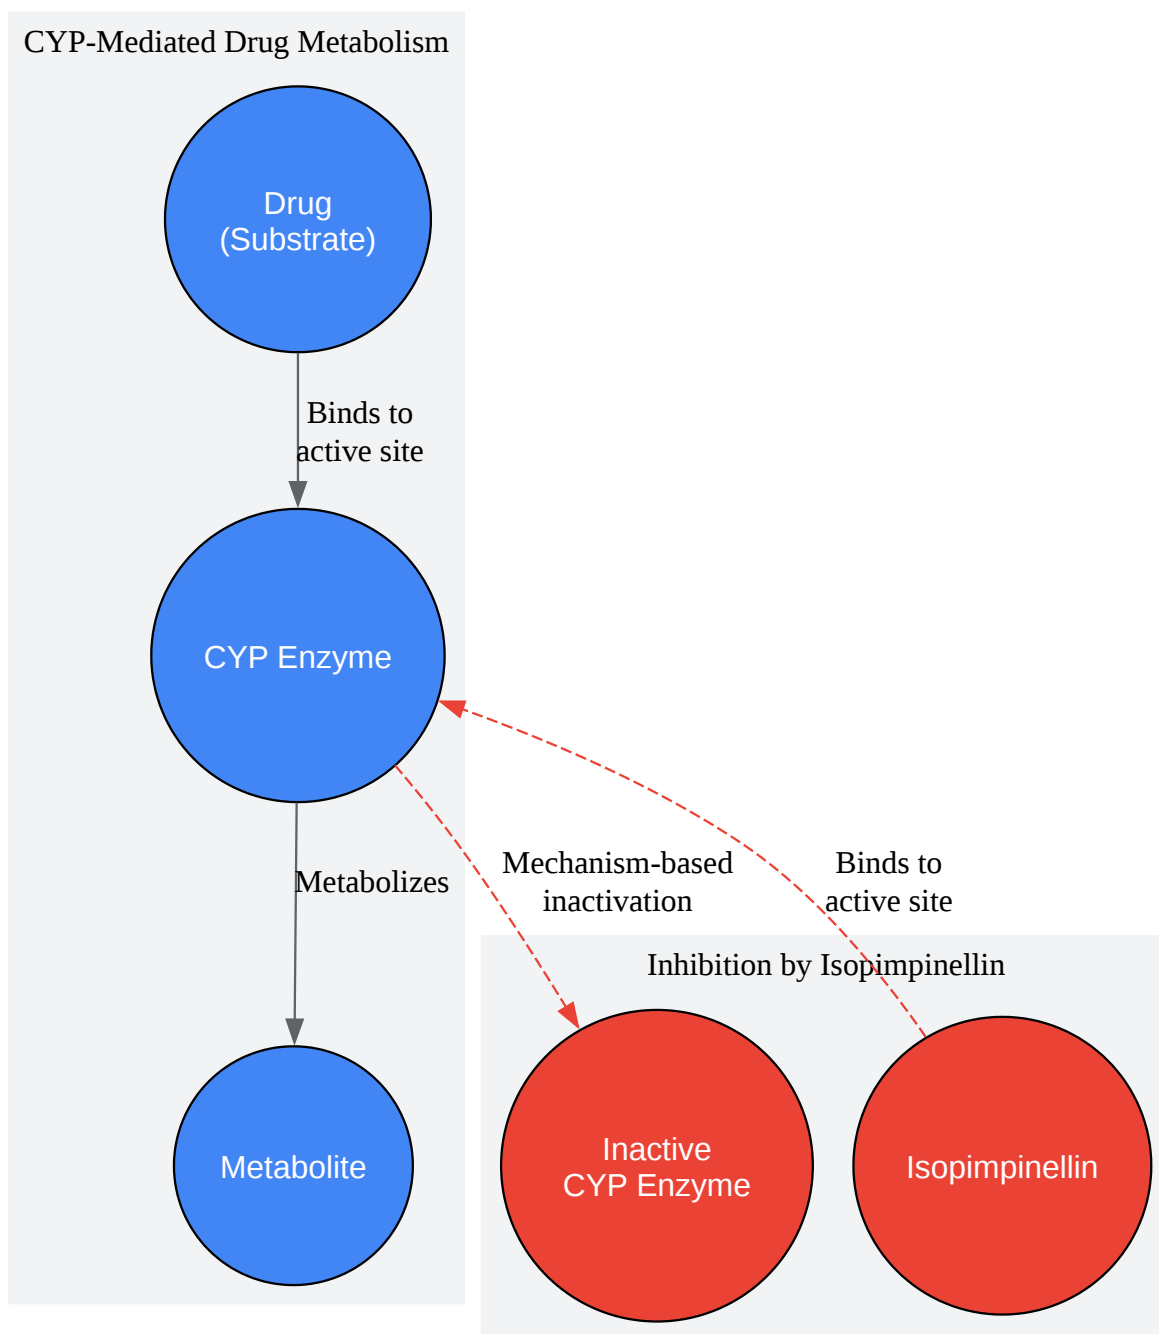 CYP-Mediated Drug Metabolism
Drug
(Substrate)
Binds to
active site
CYP Enzyme
Metabolizes
Metabolite
Mechanism-based
inactivation
Binds to
active site
Inhibition by Isopimpinellin
Inactive
CYP Enzyme
Isopimpinellin